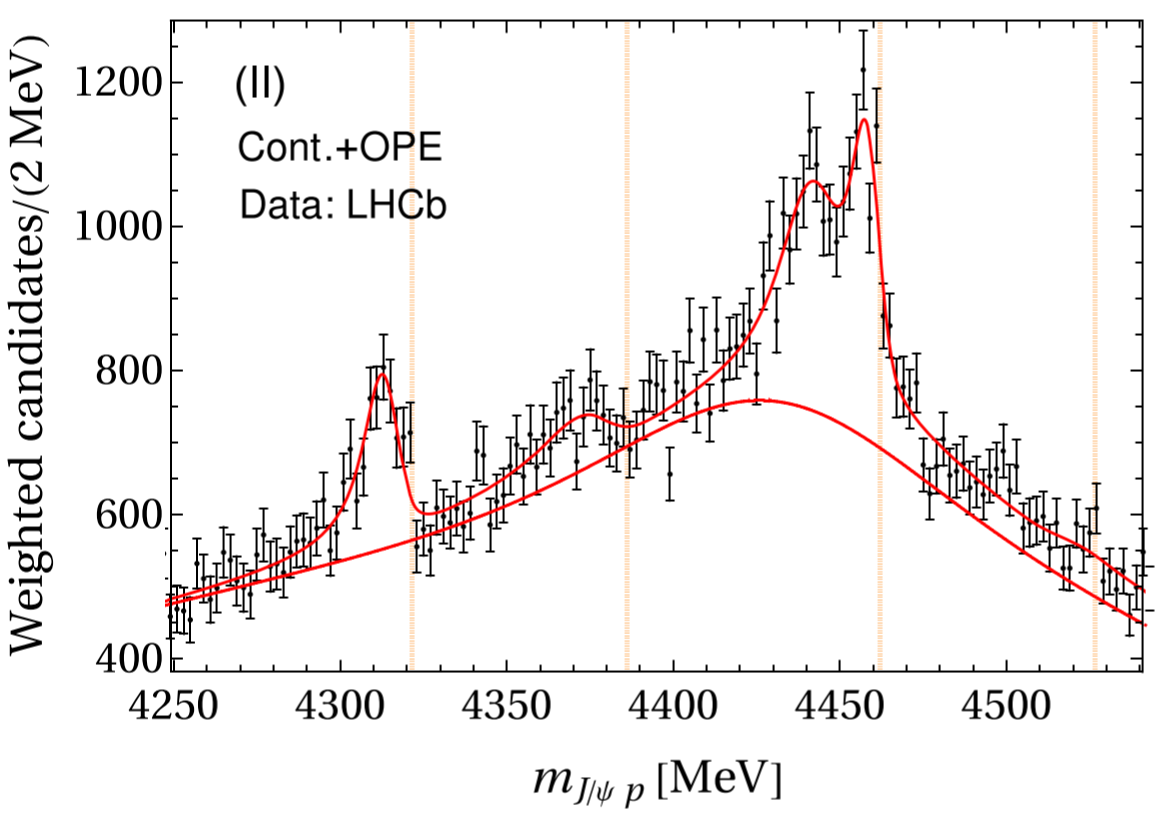 Weighted candidates/(2 MeV)
1200
1000
800
600
400
(II)
Cont.+OPE
Data: LHCb
4250 4300 4350 4400 4450 4500
m_{J/ψ p} [MeV]